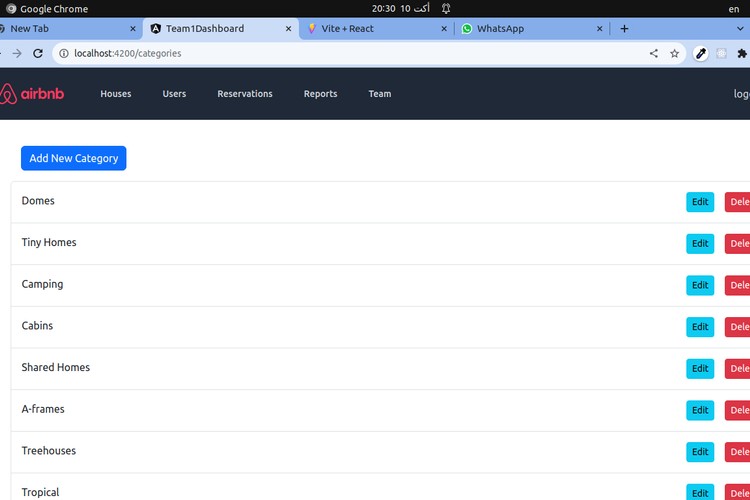 Google Chrome 20:30 10 أكت en
New Tab Team1Dashboard Vite + React WhatsApp
localhost:4200/categories
airbnb Houses Users Reservations Reports Team log
Add New Category
Domes Edit Dele
Tiny Homes Edit Dele
Camping Edit Dele
Cabins Edit Dele
Shared Homes Edit Dele
A-frames Edit Dele
Treehouses Edit Dele
Tropical Edit Dele